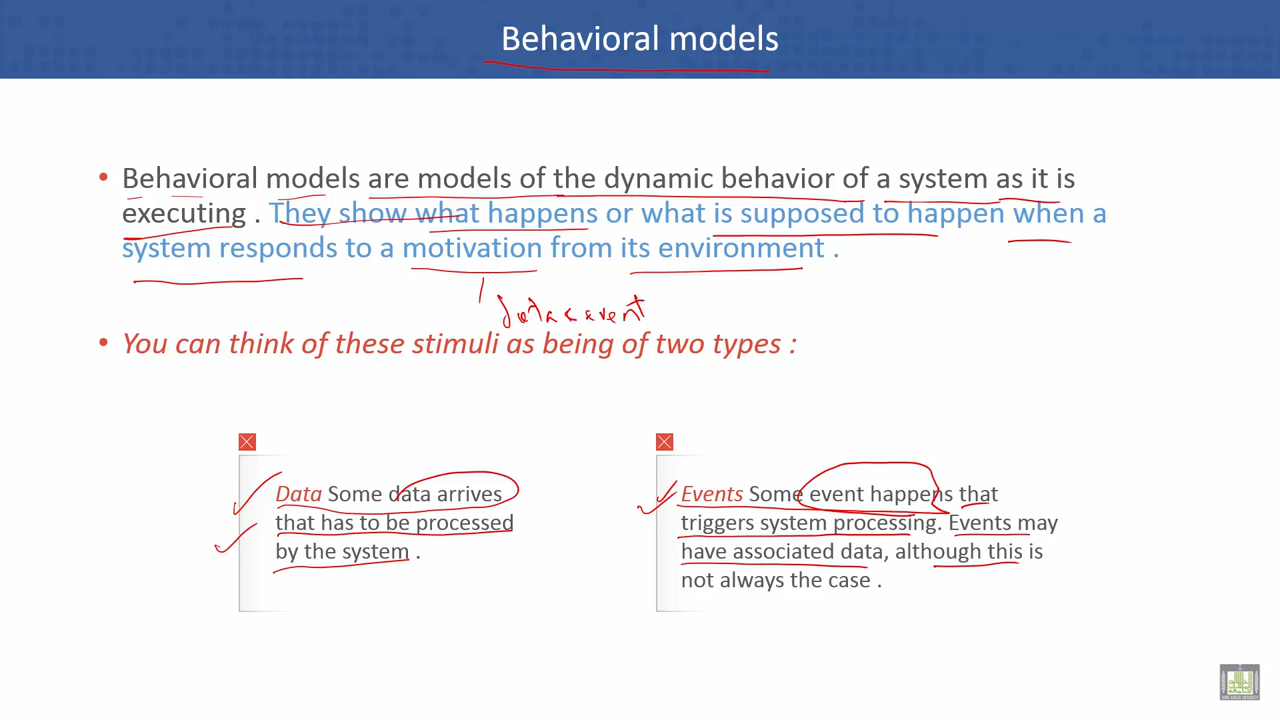 Behavioral models
• Behavioral models are models of the dynamic behavior of a system as it is
executing . They show what happens or what is supposed to happen when a
system responds to a motivation from its environment .
• You can think of these stimuli as being of two types :
Data Some data arrives
that has to be processed
by the system .
Events Some event happens that
triggers system processing. Events may
have associated data, although this is
not always the case .